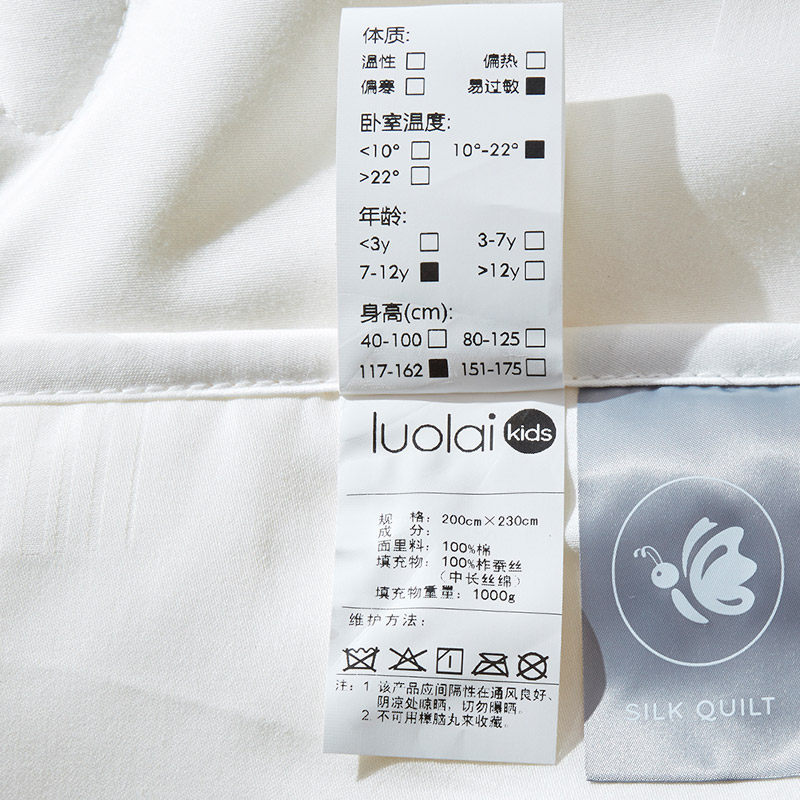 体质:
温性 □ 偏热 □
偏寒 □ 易过敏 ■
卧室温度:
<10° □ 10°-22° ■
>22° □
年龄:
<3y □ 3-7y □
7-12y ■ >12y □
身高(cm):
40-100 □ 80-125 □
117-162 ■ 151-175 □
luolai kids
规 格: 200cm×230cm
成 分:
面里料: 100%棉
填充物: 100%柞蚕丝
(中长丝绵)
填充物重量: 1000g
维护方法:
注: 1 该产品应间隔性在通风良好、
阴凉处晾晒, 切勿曝晒。
2. 不可用樟脑丸来收藏。
SILK QUILT